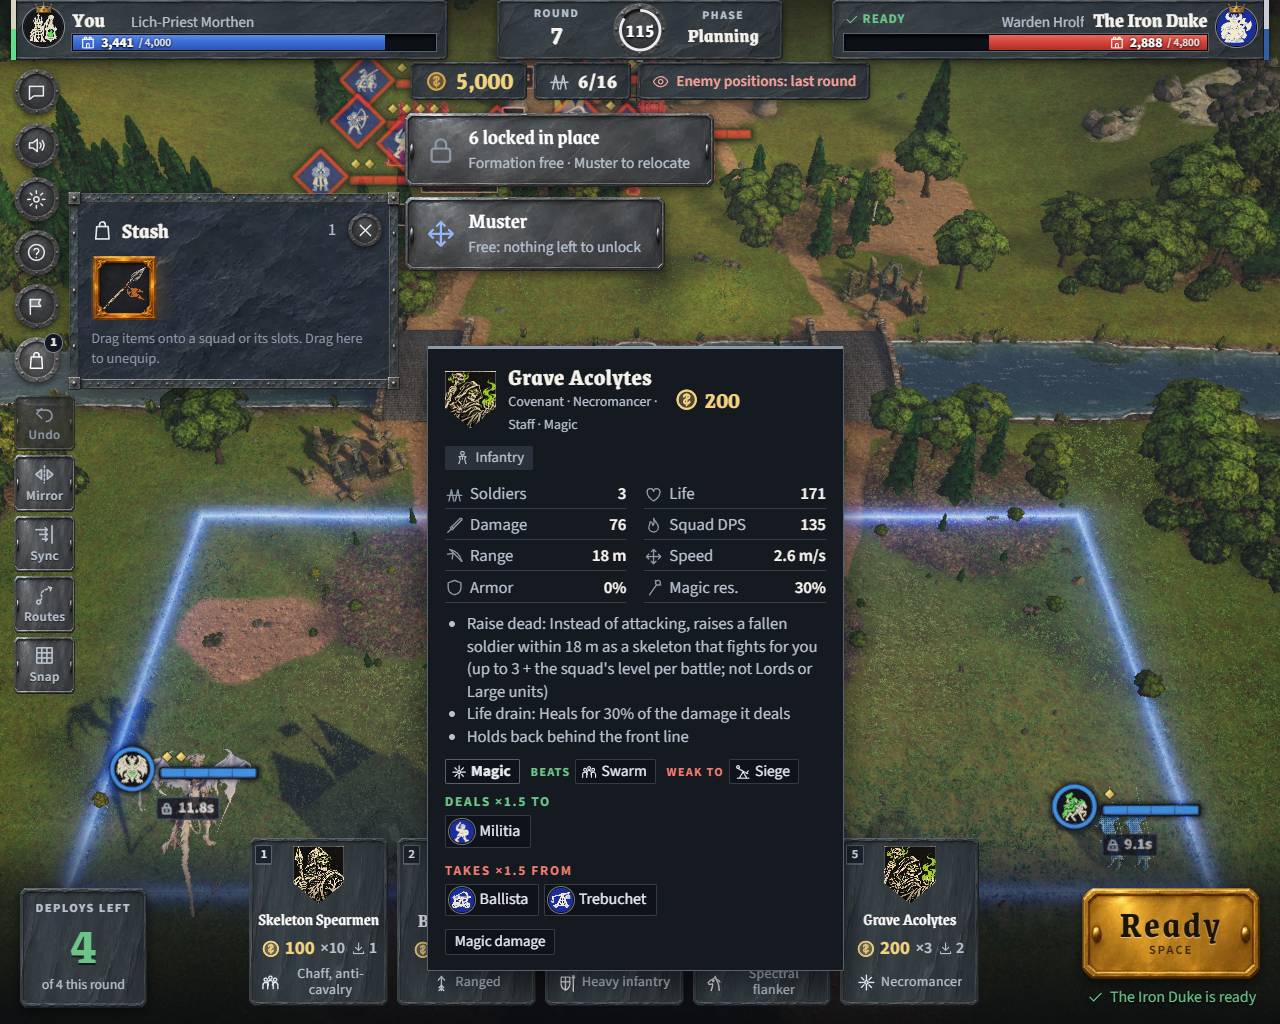 You Lich-Priest Morthen
3,441 / 4,000
ROUND
7
115
PHASE
Planning
READY Warden Hrolf The Iron Duke
2,888 / 4,800
5,000
6/16
Enemy positions: last round
6 locked in place
Formation free · Muster to relocate
Muster
Free: nothing left to unlock
Stash 1
Drag items onto a squad or its slots. Drag here
to unequip.
1
Undo
Mirror
Sync
Routes
Snap
Grave Acolytes
Covenant · Necromancer ·
Staff · Magic
200
Infantry
Soldiers 3
Life 171
Damage 76
Squad DPS 135
Range 18 m
Speed 2.6 m/s
Armor 0%
Magic res. 30%
• Raise dead: Instead of attacking, raises a fallen
soldier within 18 m as a skeleton that fights for you
(up to 3 + the squad's level per battle; not Lords or
Large units)
• Life drain: Heals for 30% of the damage it deals
• Holds back behind the front line
Magic BEATS Swarm WEAK TO Siege
DEALS ×1.5 TO
Militia
TAKES ×1.5 FROM
Ballista Trebuchet
Magic damage
11.8s
9.1s
DEPLOYS LEFT
4
of 4 this round
1
Skeleton Spearmen
100 ×10 1
Chaff, anti-
cavalry
2
B
Ranged
Heavy infantry
Spectral
flanker
5
Grave Acolytes
200 ×3 2
Necromancer
Ready
SPACE
The Iron Duke is ready